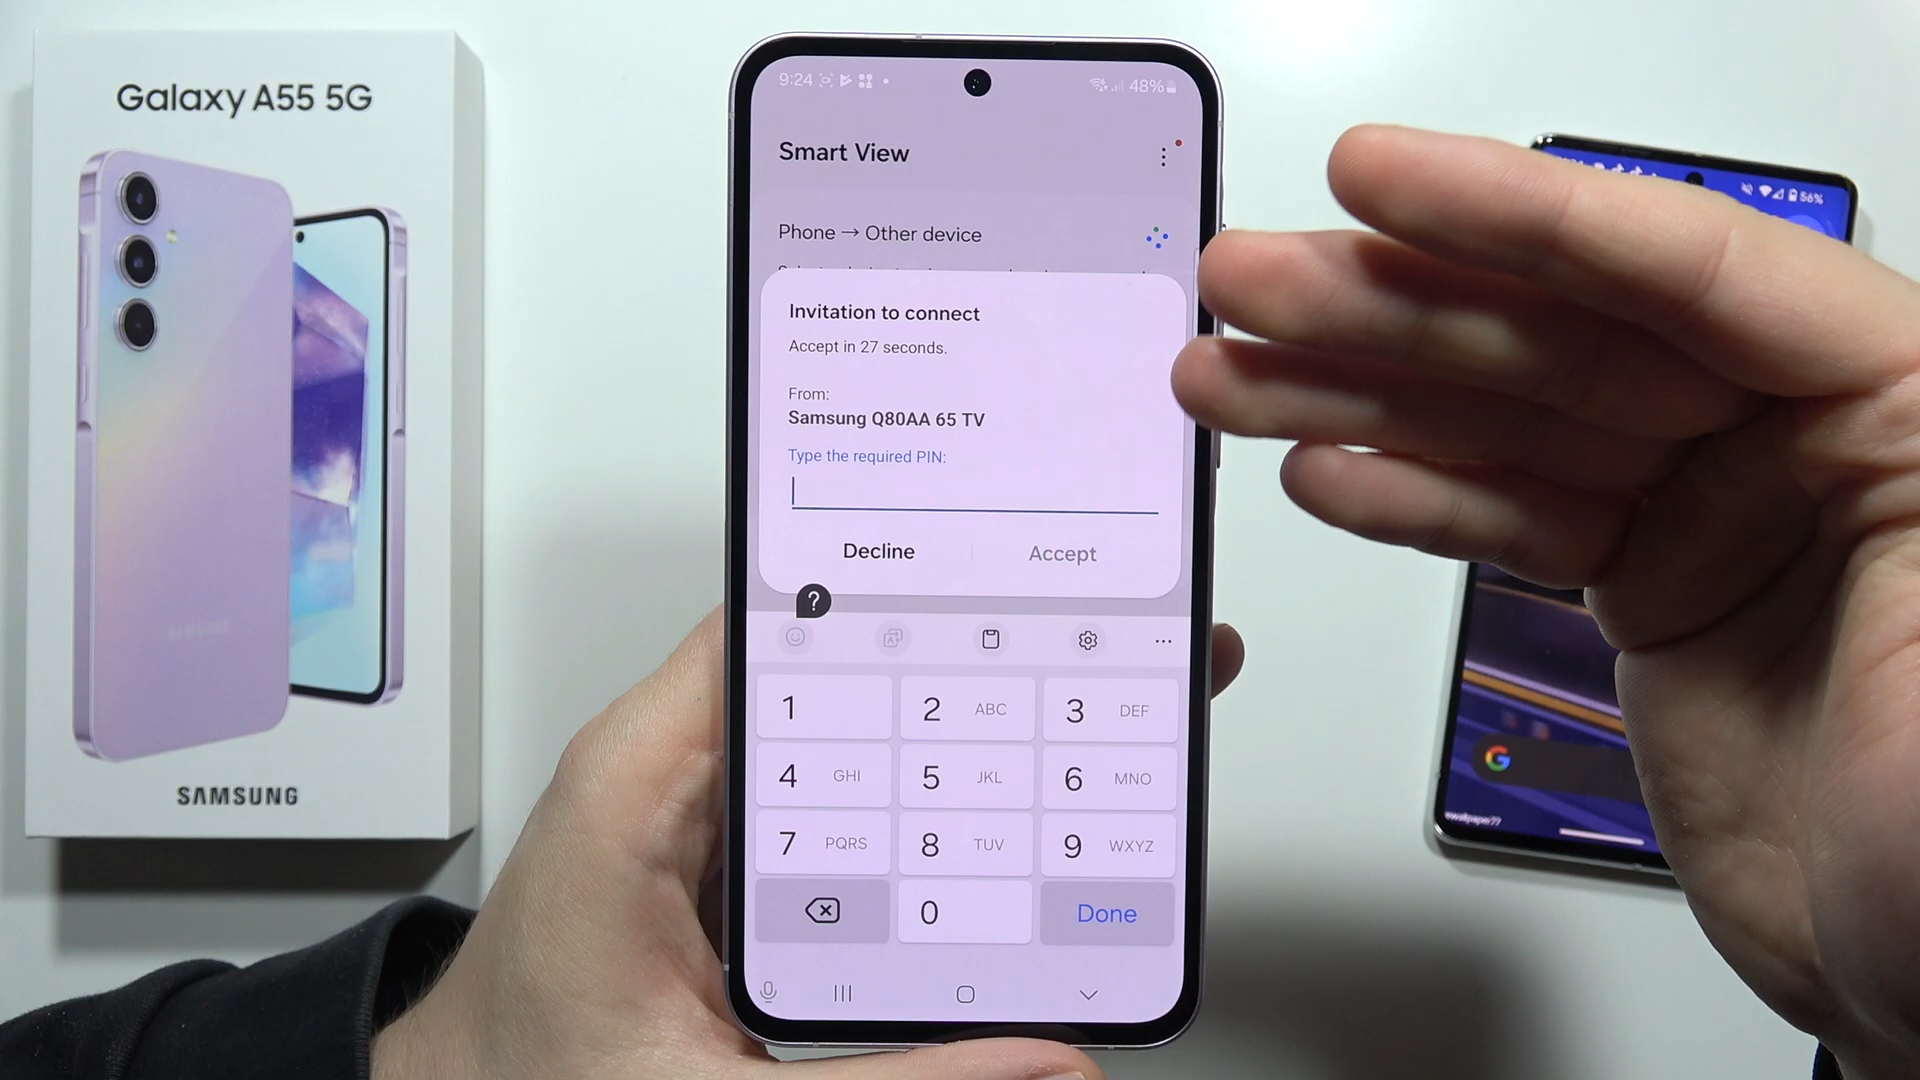 Galaxy A55 5G
SAMSUNG
SAMSUNG
9:24
48%
Smart View
Phone → Other device
Invitation to connect
Accept in 27 seconds.
From:
Samsung Q80AA 65 TV
Type the required PIN:
Decline
Accept
?
1
2 ABC
3 DEF
4 GHI
5 JKL
6 MNO
7 PQRS
8 TUV
9 WXYZ
0
Done
56%
G